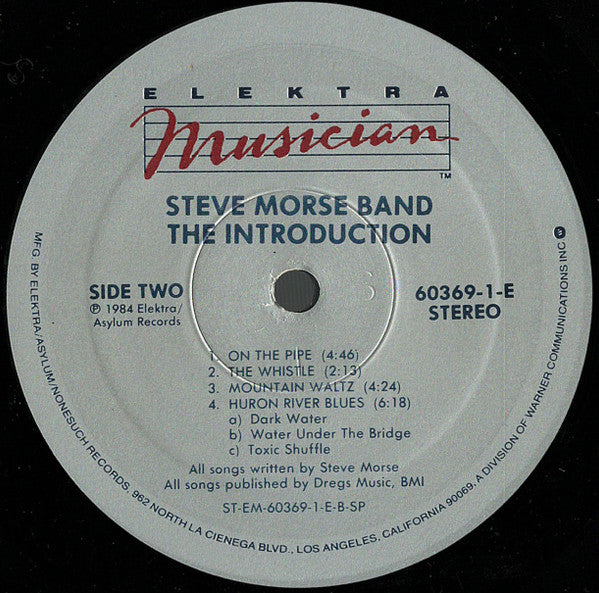 ELEKTRA
Musician
TM
STEVE MORSE BAND
THE INTRODUCTION
SIDE TWO
℗ 1984 Elektra/
Asylum Records
60369-1-E
STEREO
1. ON THE PIPE (4:46)
2. THE WHISTLE (2:13)
3. MOUNTAIN WALTZ (4:24)
4. HURON RIVER BLUES (6:18)
a) Dark Water
b) Water Under The Bridge
c) Toxic Shuffle
All songs written by Steve Morse
All songs published by Dregs Music, BMI
ST-EM-60369-1-E-B-SP
MFG. BY ELEKTRA/ASYLUM/NONESUCH RECORDS, 962 NORTH LA CIENEGA BLVD., LOS ANGELES, CALIFORNIA 90069. A DIVISION OF WARNER COMMUNICATIONS INC